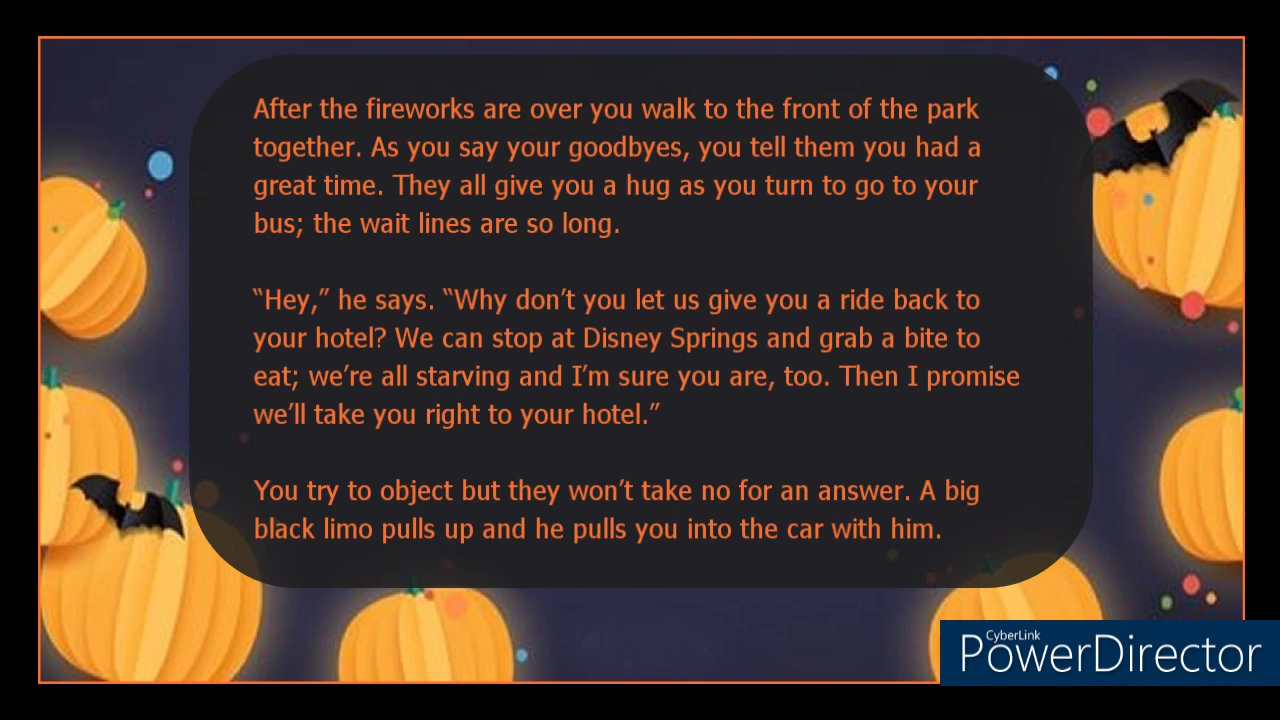 After the fireworks are over you walk to the front of the park
together. As you say your goodbyes, you tell them you had a
great time. They all give you a hug as you turn to go to your
bus; the wait lines are so long.
“Hey,” he says. “Why don’t you let us give you a ride back to
your hotel? We can stop at Disney Springs and grab a bite to
eat; we’re all starving and I’m sure you are, too. Then I promise
we’ll take you right to your hotel.”
You try to object but they won’t take no for an answer. A big
black limo pulls up and he pulls you into the car with him.
CyberLink
PowerDirector